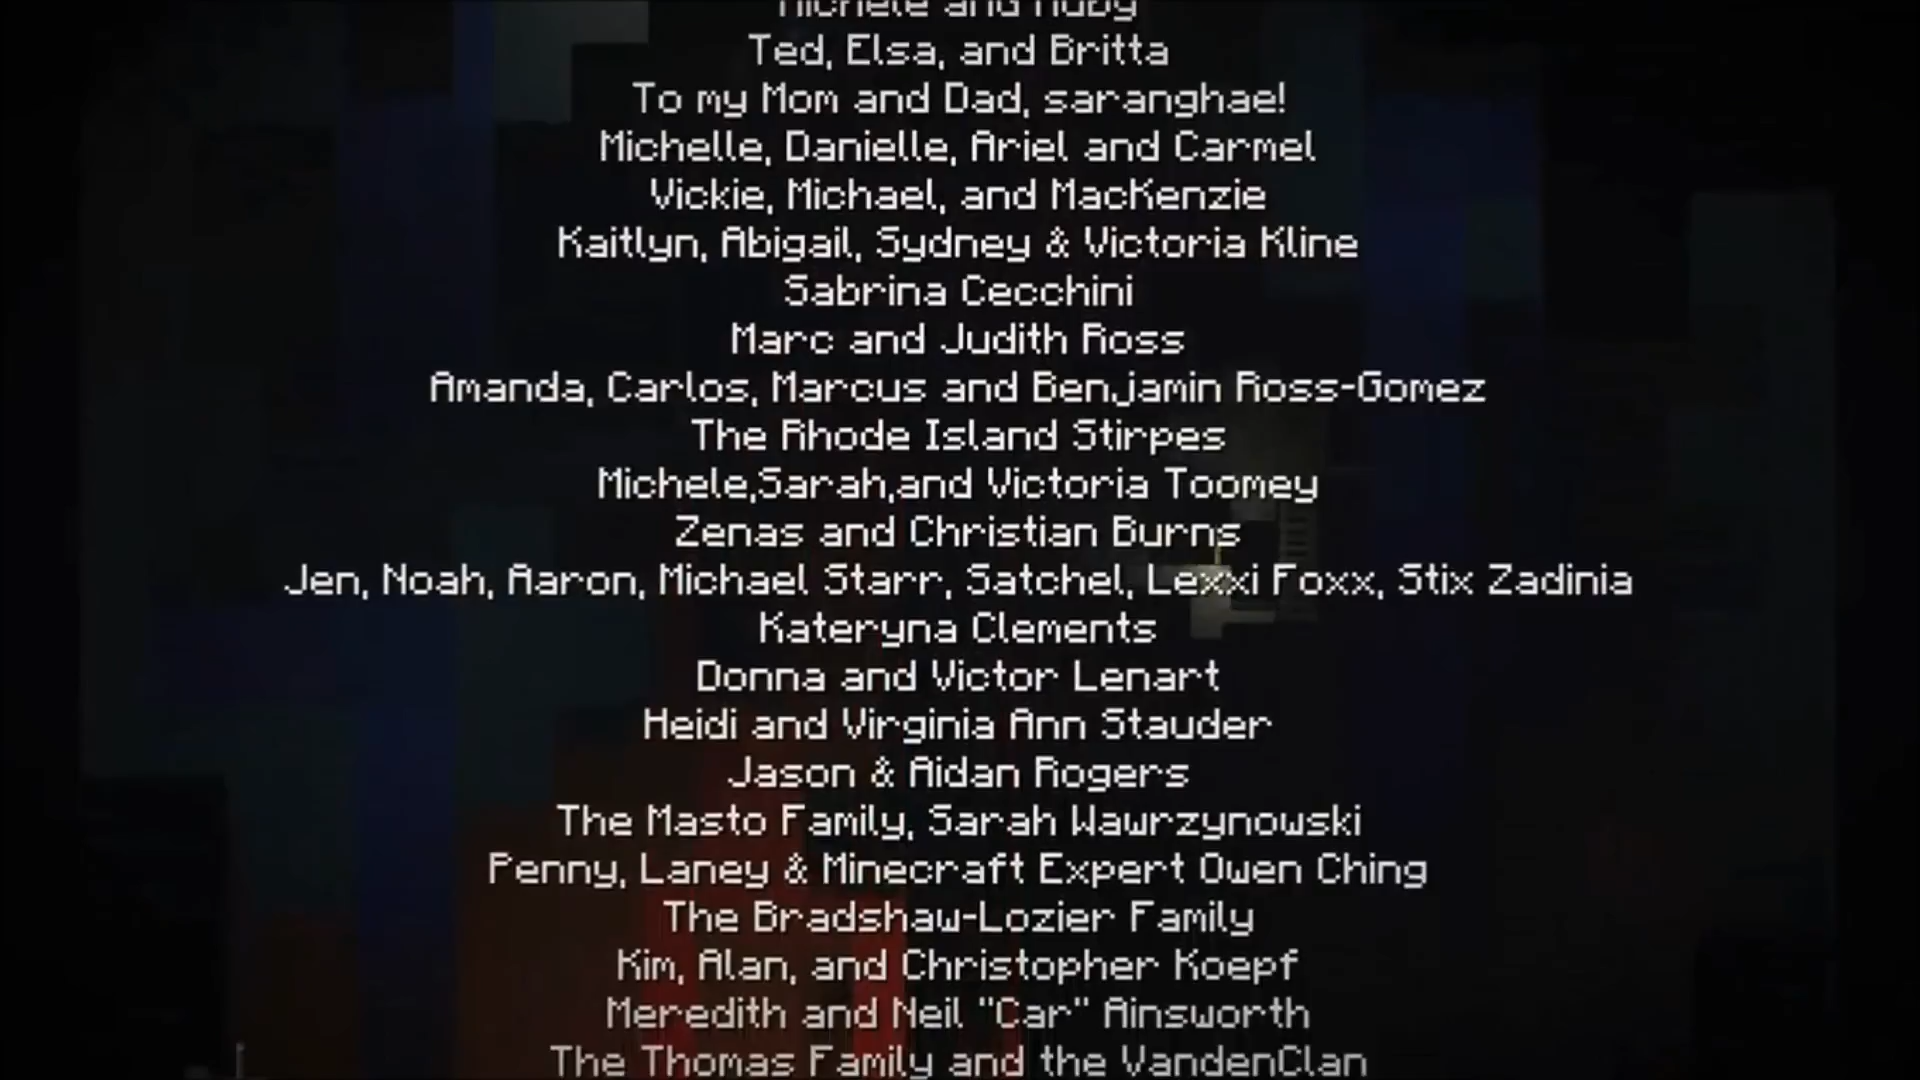 Michele and Ruby
Ted, Elsa, and Britta
To my Mom and Dad, saranghae!
Michelle, Danielle, Ariel and Carmel
Vickie, Michael, and MacKenzie
Kaitlyn, Abigail, Sydney & Victoria Kline
Sabrina Cecchini
Marc and Judith Ross
Amanda, Carlos, Marcus and Benjamin Ross-Gomez
The Rhode Island Stirpes
Michele,Sarah,and Victoria Toomey
Zenas and Christian Burns
Jen, Noah, Aaron, Michael Starr, Satchel, Lexxi Foxx, Stix Zadinia
Kateryna Clements
Donna and Victor Lenart
Heidi and Virginia Ann Stauder
Jason & Aidan Rogers
The Masto Family, Sarah Wawrzynowski
Penny, Laney & Minecraft Expert Owen Ching
The Bradshaw-Lozier Family
Kim, Alan, and Christopher Koepf
Meredith and Neil "Car" Ainsworth
The Thomas Family and the VandenClan